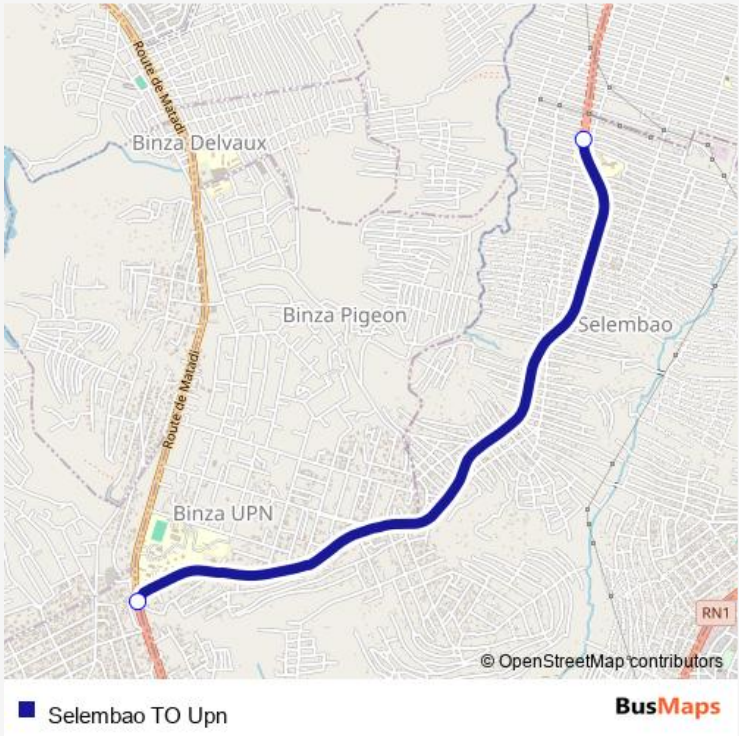 Route de Matadi
Binza Delvaux
Binza Pigeon
Selembao
Route de Matadi
Binza UPN
RN1
© OpenStreetMap contributors
Selembao TO Upn
BusMaps